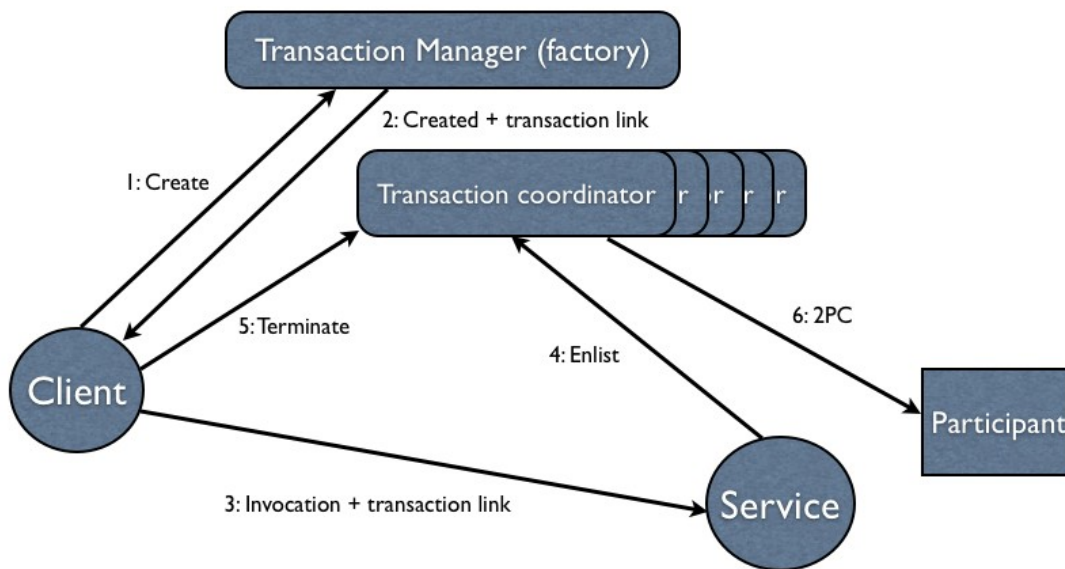 Transaction Manager (factory)
2: Created + transaction link
1: Create
Transaction coordinator r or r r
5: Terminate
6: 2PC
4: Enlist
Client
Participant
3: Invocation + transaction link
Service